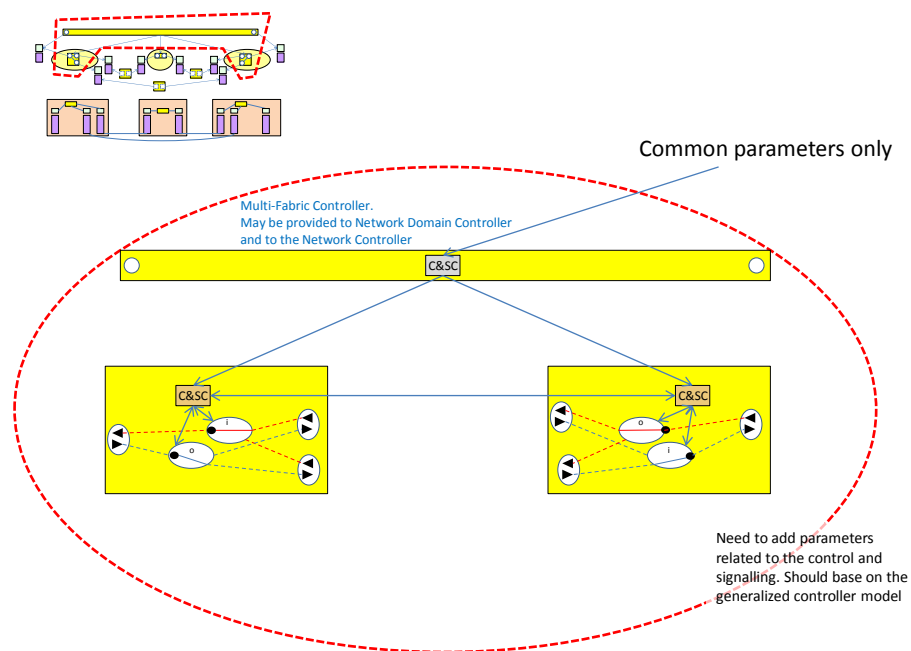 Common parameters only
Multi-Fabric Controller.
May be provided to Network Domain Controller
and to the Network Controller
C&SC
C&SC
C&SC
i
o
o
i
Need to add parameters
related to the control and
signalling. Should base on the
generalized controller model